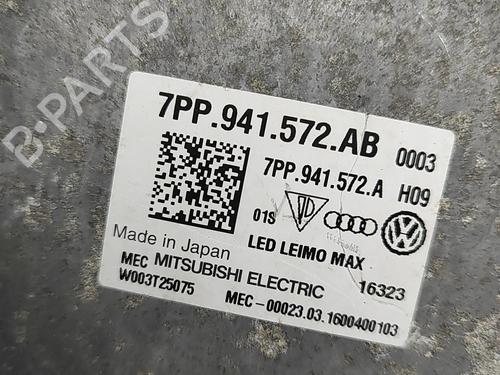 B-PARTS
7PP.941.572.AB 0003
7PP.941.572.A H09
01S
LED LEIMO MAX
Made in Japan
MEC MITSUBISHI ELECTRIC 16323
W003T25075 MEC-00023.03.1600400103